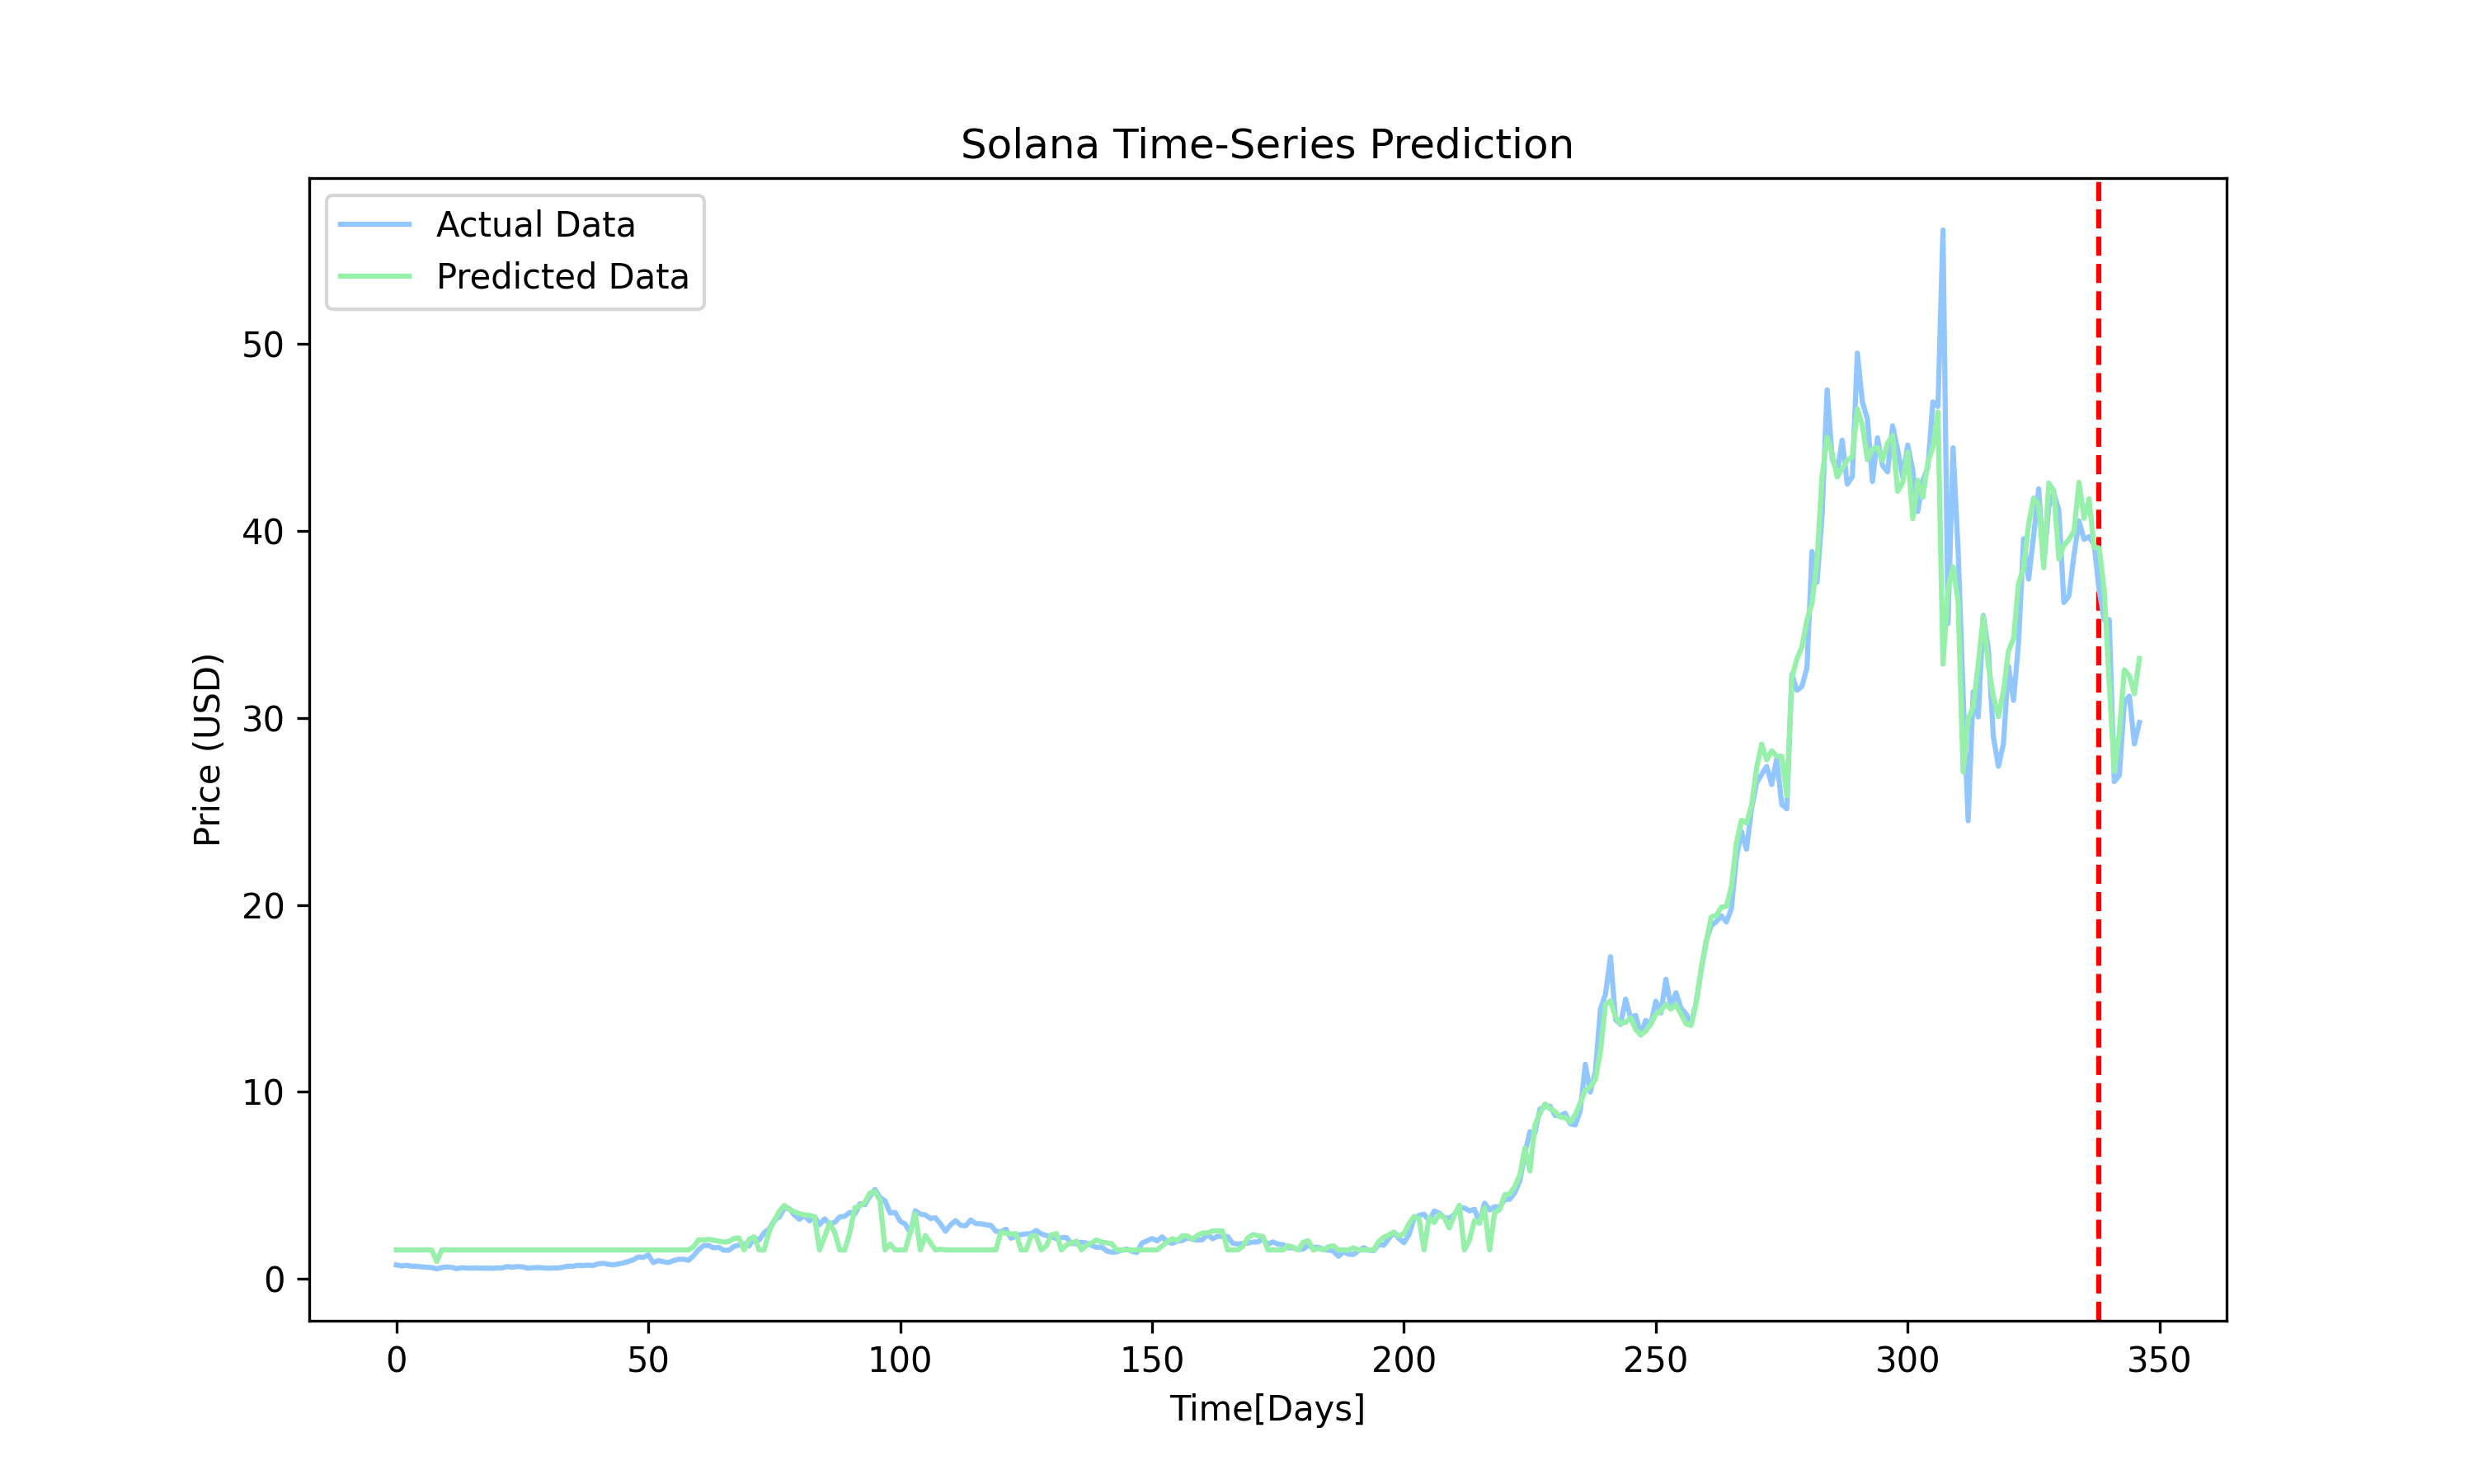 Solana Time-Series Prediction
Actual Data
Predicted Data
50
40
30
20
10
0
Price (USD)
0 50 100 150 200 250 300 350
Time[Days]